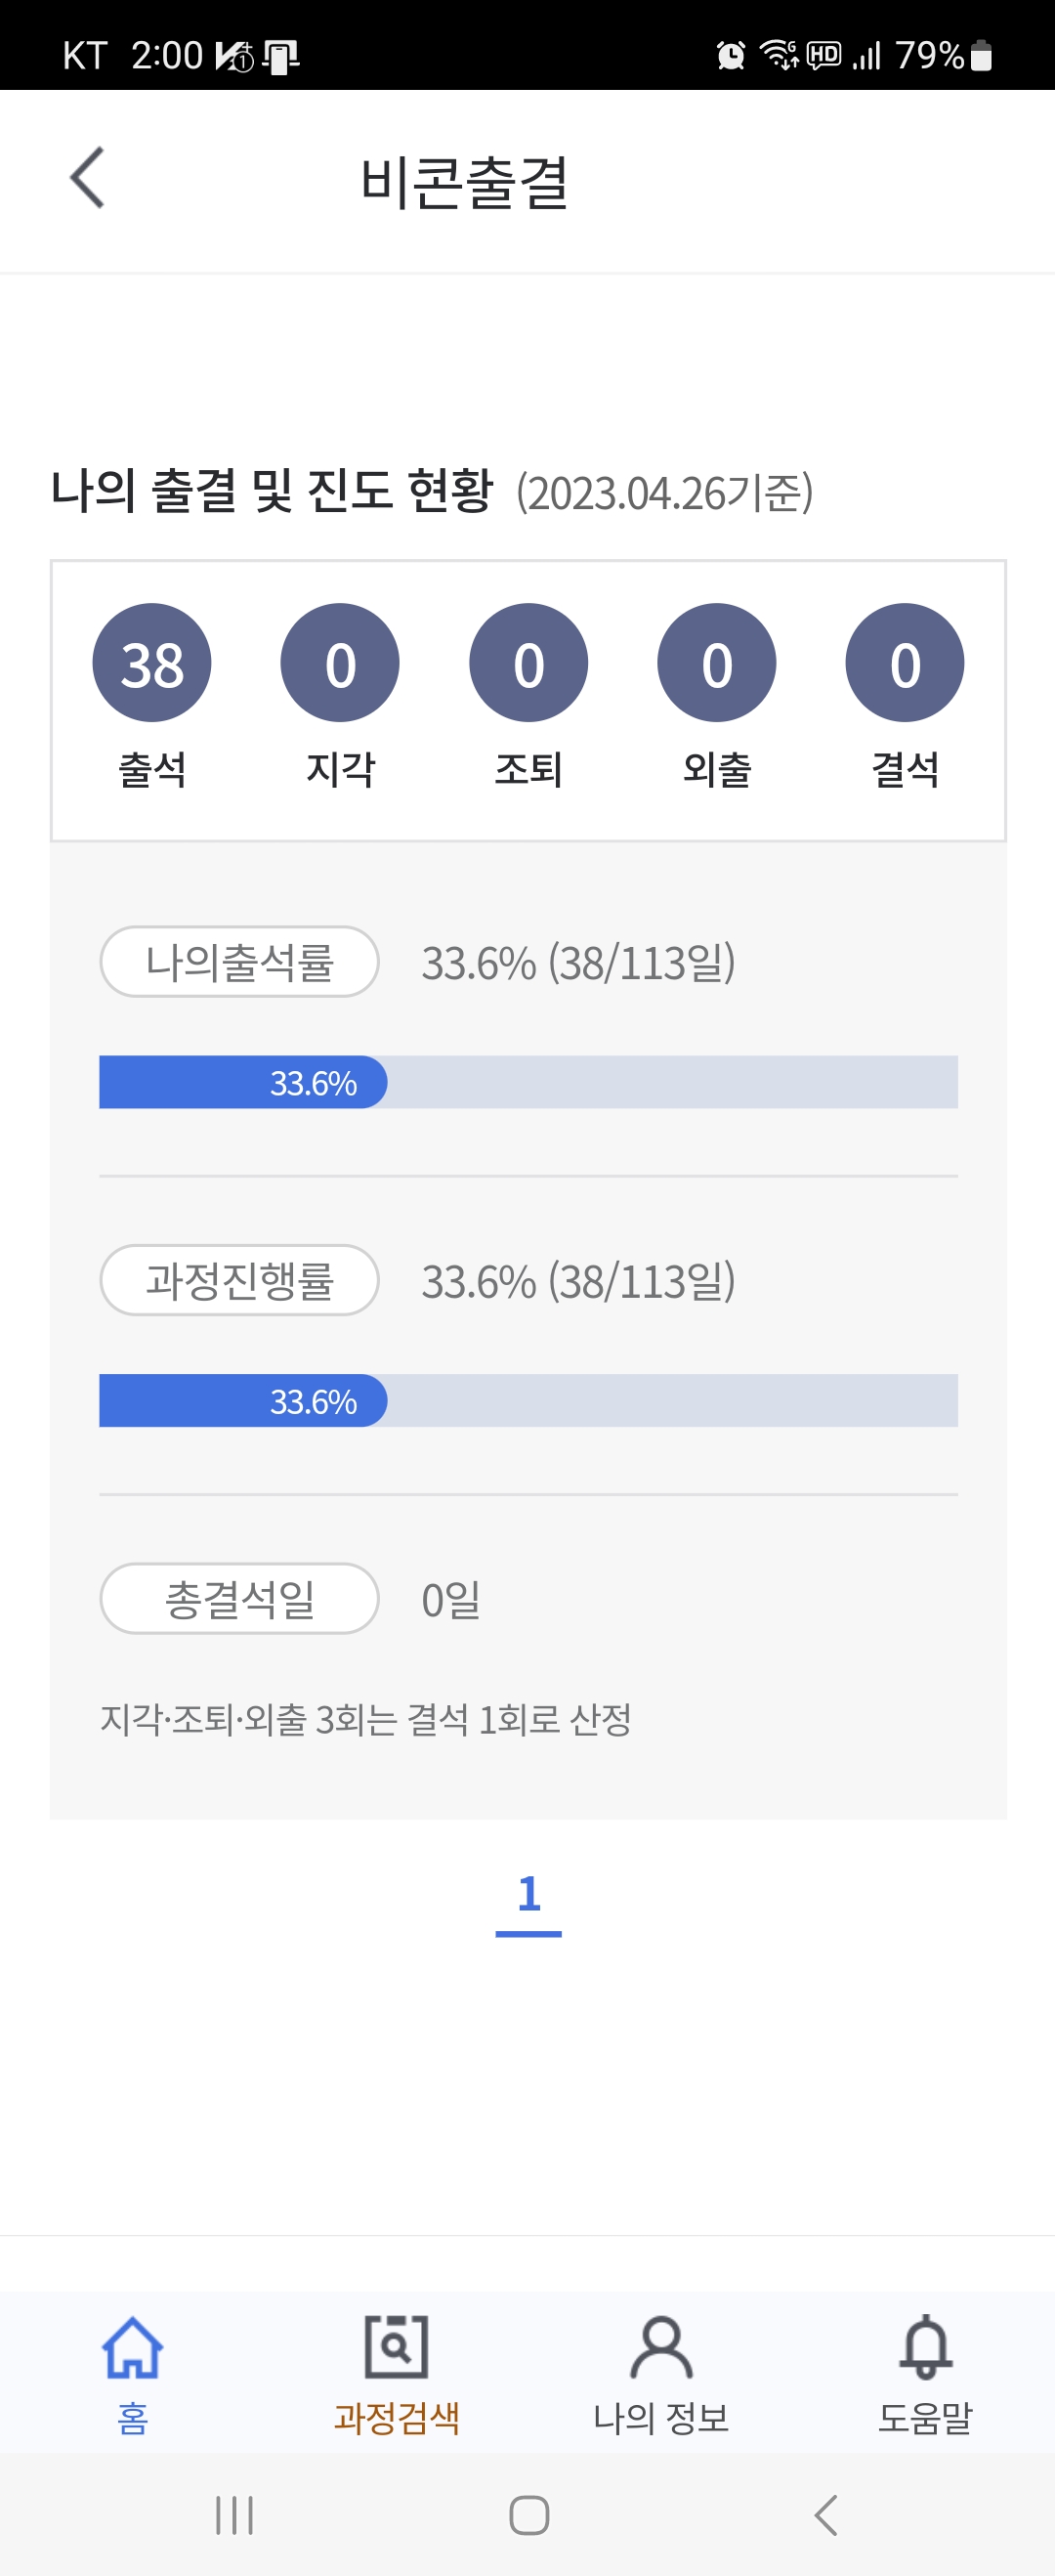 KT 2:00 79%
비콘출결
나의 출결 및 진도 현황 (2023.04.26기준)
38 0 0 0 0
출석 지각 조퇴 외출 결석
나의출석률 33.6% (38/113일)
33.6%
과정진행률 33.6% (38/113일)
33.6%
총결석일 0일
지각·조퇴·외출 3회는 결석 1회로 산정
1
홈 과정검색 나의 정보 도움말